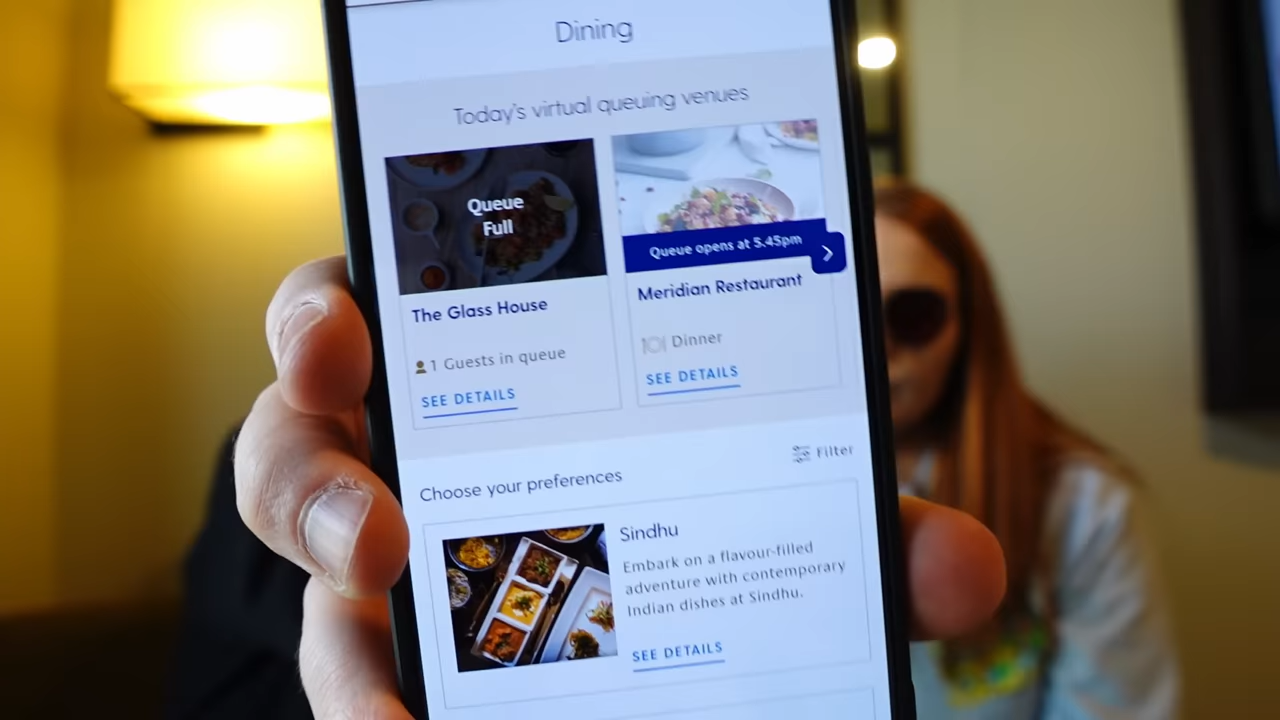 Dining
Today's virtual queuing venues
Queue
Full
The Glass House
1 Guests in queue
SEE DETAILS
Queue opens at 5.45pm
Meridian Restaurant
Dinner
SEE DETAILS
Filter
Choose your preferences
Sindhu
Embark on a flavour-filled
adventure with contemporary
Indian dishes at Sindhu.
SEE DETAILS